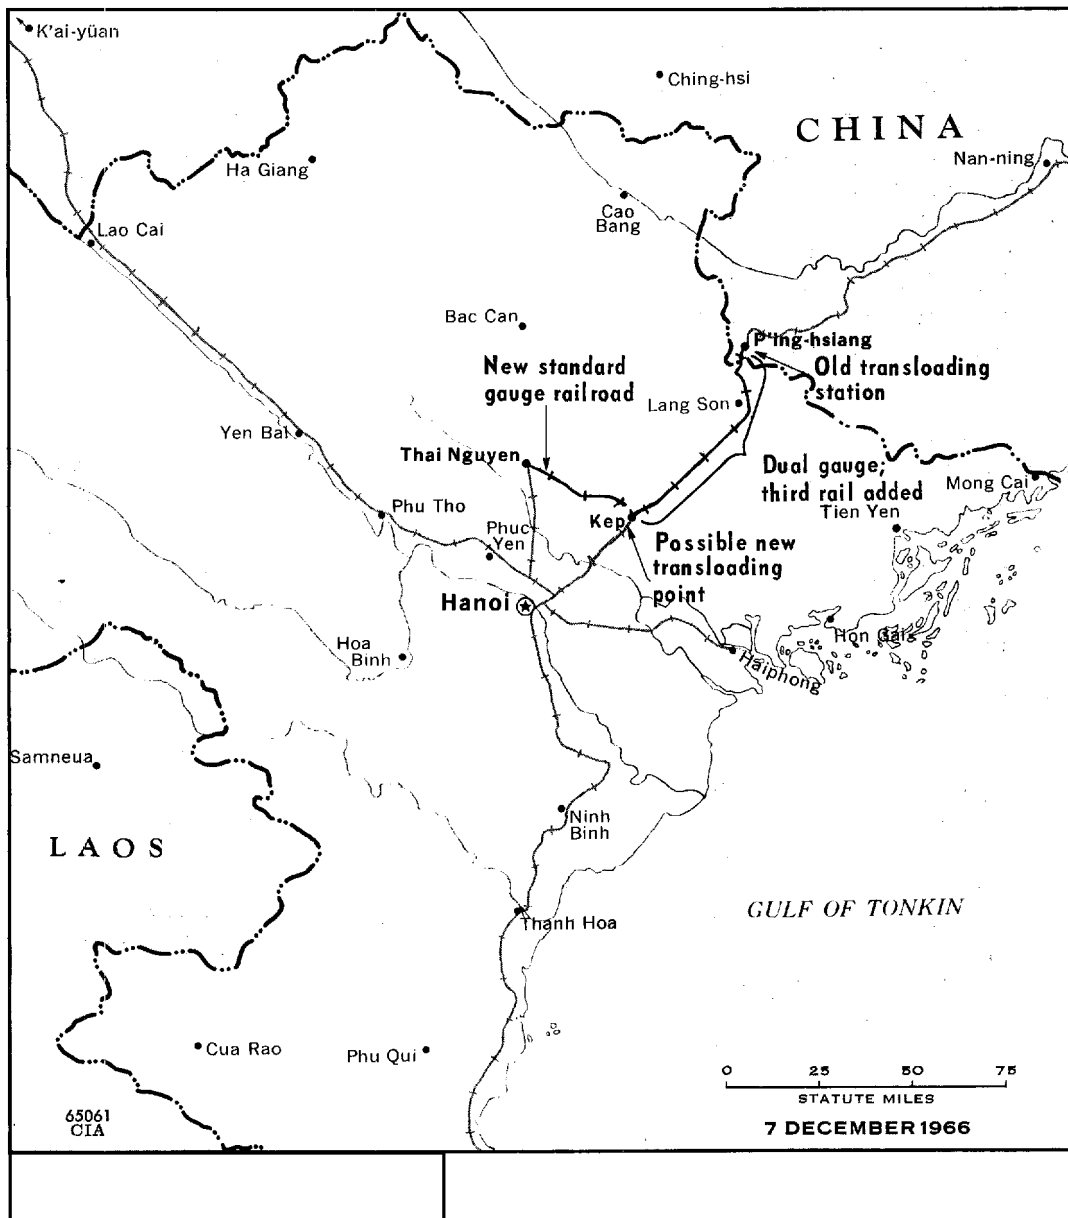 K'ai-yüan
Ching-hsi
CHINA
Nan-ning
Ha Giang
Cao
Bang
Lao Cai
Bac Can
P'ing-hsiang
New standard
gauge railroad
Old transloading
station
Lang Son
Yen Bai
Thai Nguyen
Dual gauge;
third rail added
Mong Cai
Tien Yen
Phu Tho
Phuc
Yen
Kep
Possible new
transloading
point
Hanoi
Hon Gai
Hoa
Binh
Haiphong
Samneua
Ninh
Binh
LAOS
Thanh Hoa
GULF OF TONKIN
Cua Rao
Phu Qui
0 25 50 75
STATUTE MILES
65061
CIA
7 DECEMBER 1966